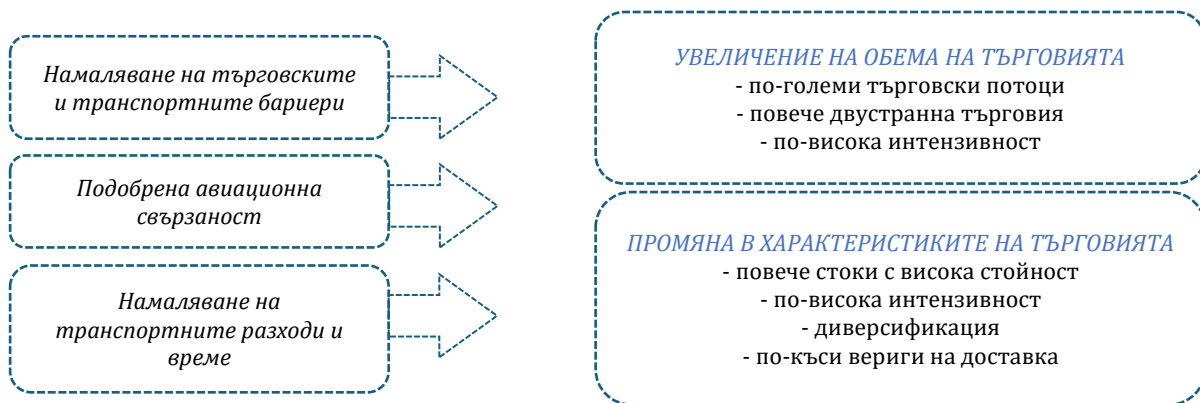 Намаляване на търговските
и транспортните бариери
Подобрена авиационна
свързаност
Намаляване на
транспортните разходи и
време
УВЕЛИЧЕНИЕ НА ОБЕМА НА ТЪРГОВИЯТА
- по-големи търговски потоци
- повече двустранна търговия
- по-висока интензивност
ПРОМЯНА В ХАРАКТЕРИСТИКИТЕ НА ТЪРГОВИЯТА
- повече стоки с висока стойност
- по-висока интензивност
- диверсификация
- по-къси вериги на доставка